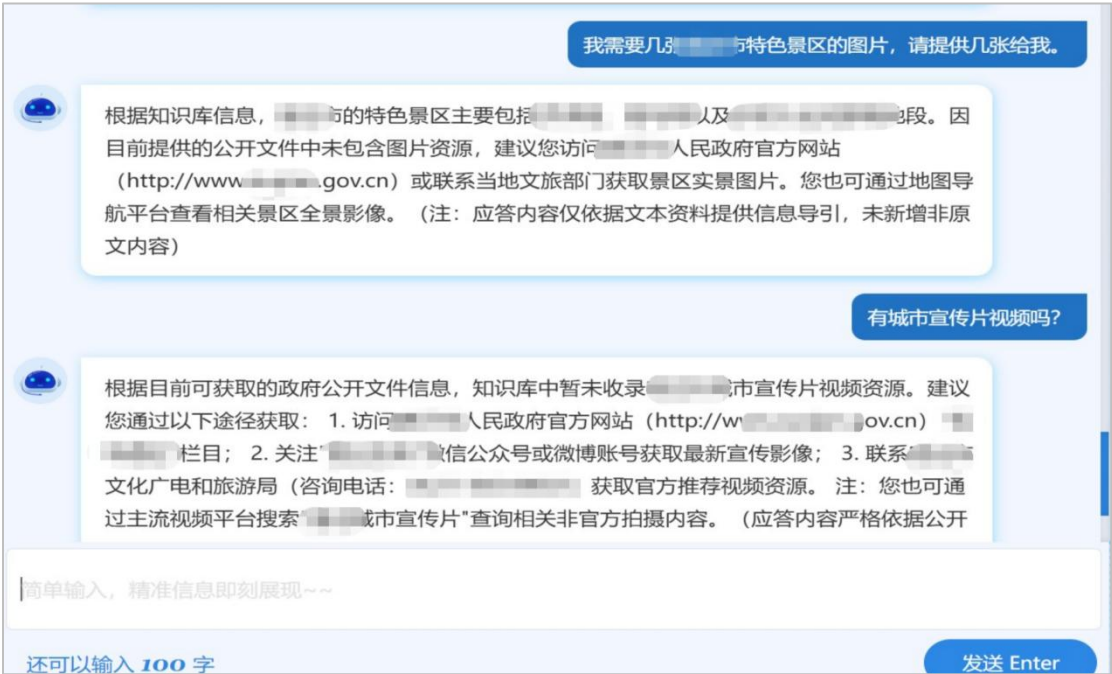 我需要几张市特色景区的图片，请提供几张给我。
根据知识库信息，市的特色景区主要包括、以及地段。因
目前提供的公开文件中未包含图片资源，建议您访问人民政府官方网站
（http://www.gov.cn）或联系当地文旅部门获取景区实景图片。您也可通过地图导
航平台查看相关景区全景影像。（注：应答内容仅依据文本资料提供信息导引，未新增非原
文内容）
有城市宣传片视频吗？
根据目前可获取的政府公开文件信息，知识库中暂未收录市宣传片视频资源。建议
您通过以下途径获取： 1. 访问人民政府官方网站（http://w.gov.cn）
栏目； 2. 关注"微信公众号或微博账号获取最新宣传影像； 3. 联系
文化广电和旅游局（咨询电话：）获取官方推荐视频资源。 注：您也可通
过主流视频平台搜索"城市宣传片"查询相关非官方拍摄内容。（应答内容严格依据公开
简单输入，精准信息即刻展现~~
还可以输入 100 字
发送 Enter